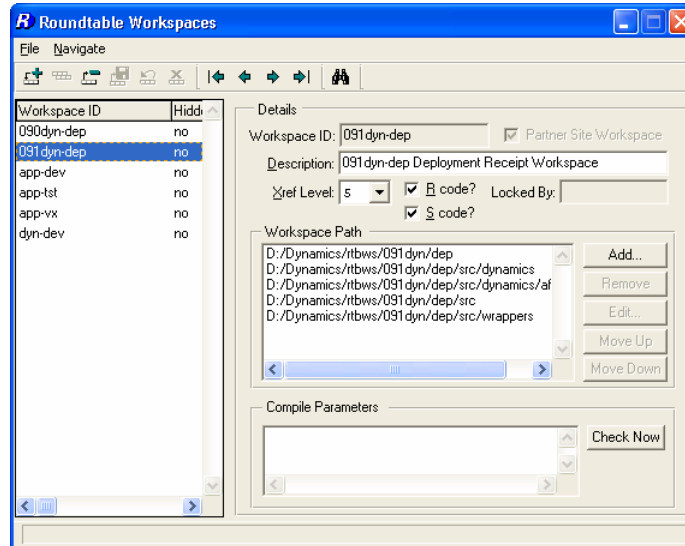 R Roundtable Workspaces
File Navigate
Workspace ID Hidd
090dyn-dep no
091dyn-dep no
app-dev no
app-tst no
app-vx no
dyn-dev no
Details
Workspace ID: 091dyn-dep Partner Site Workspace
Description: 091dyn-dep Deployment Receipt Workspace
Xref Level: 5 R code? Locked By:
S code?
Workspace Path
D:/Dynamics/rtbws/091dyn/dep
D:/Dynamics/rtbws/091dyn/dep/src/dynamics
D:/Dynamics/rtbws/091dyn/dep/src/dynamics/af
D:/Dynamics/rtbws/091dyn/dep/src
D:/Dynamics/rtbws/091dyn/dep/src/wrappers
Add...
Remove
Edit...
Move Up
Move Down
Compile Parameters
Check Now